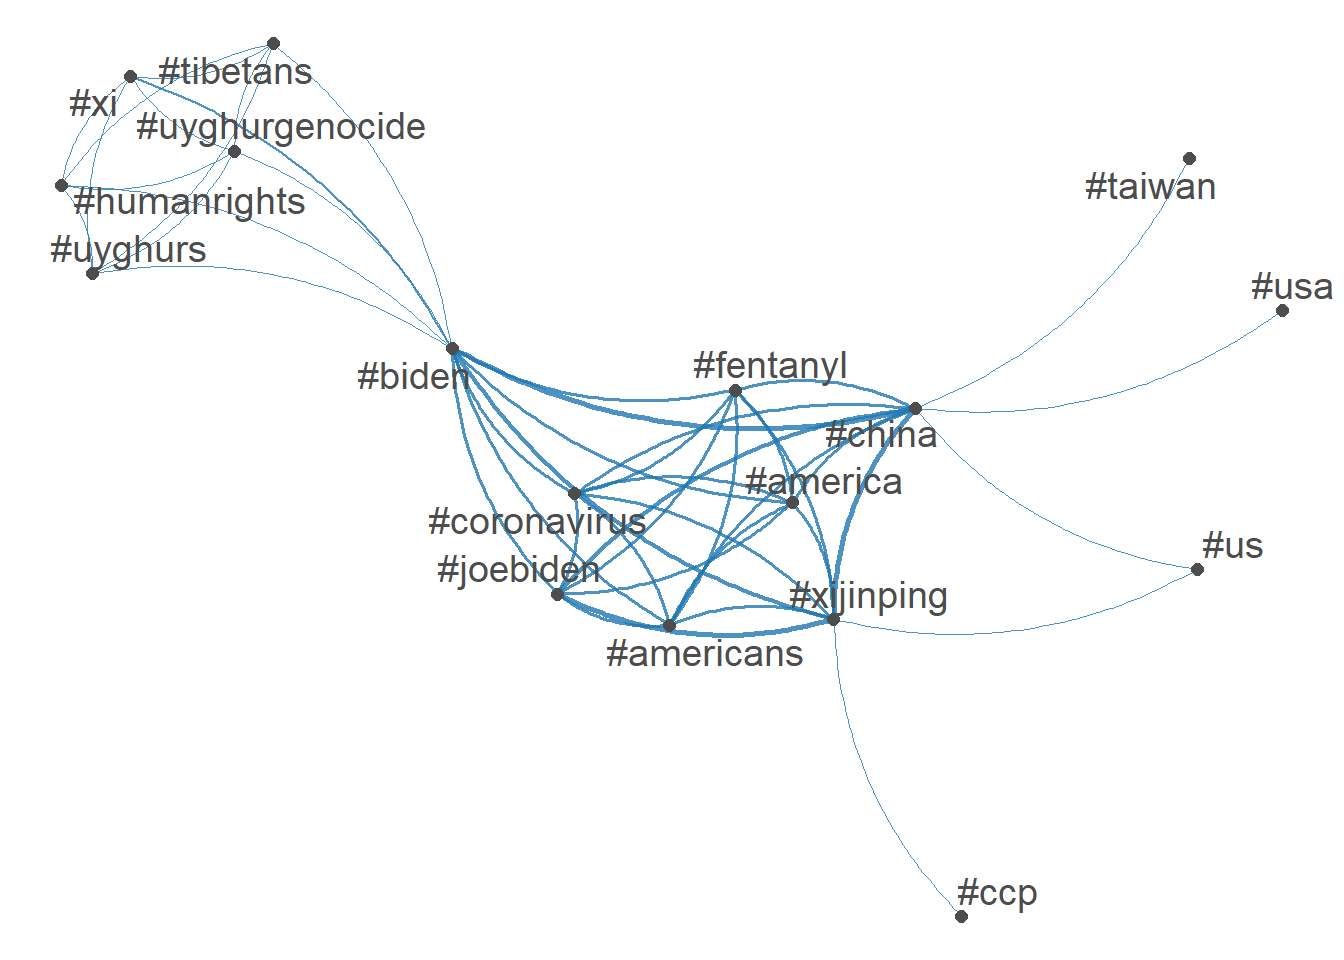 #tibetans
#xi
#uyghurgenocide
#humanrights
#uyghurs
#taiwan
#usa
#biden
#fentanyl
#china
#america
#coronavirus
#joebiden
#us
#xijinping
#americans
#ccp